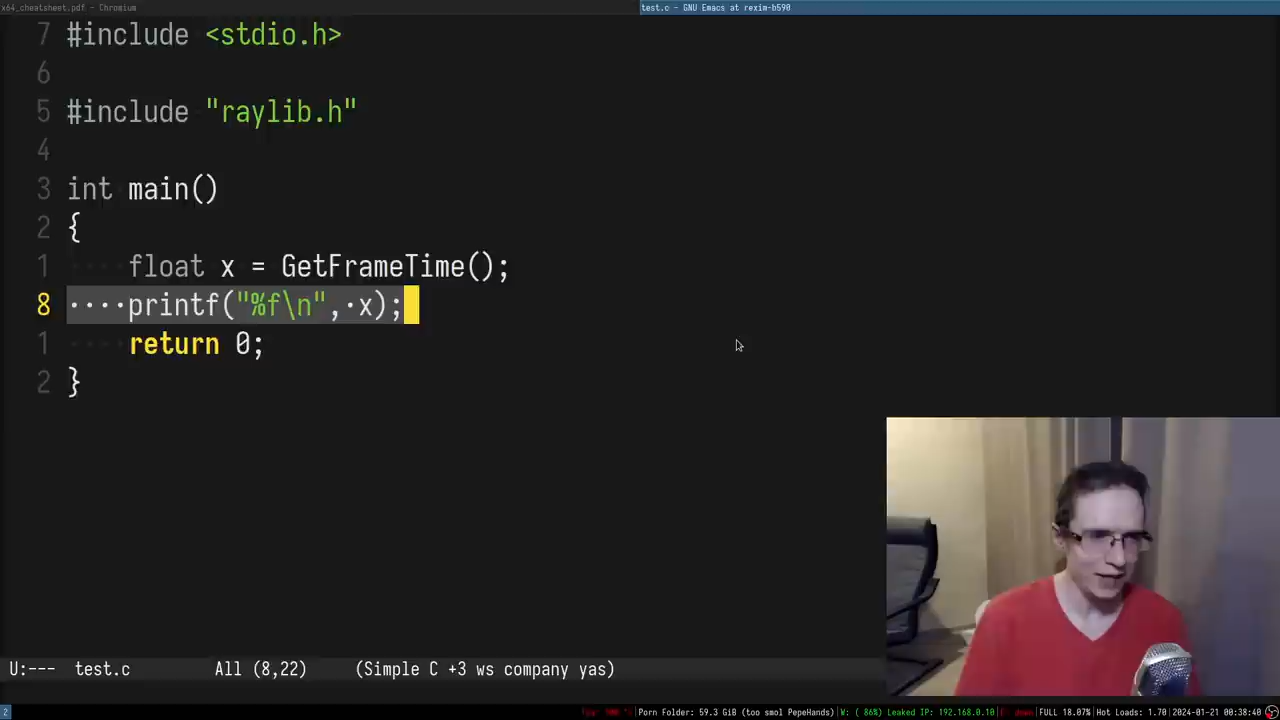 x64_cheatsheet.pdf - Chromium
test.c - GNU Emacs at rexim-b590
7 #include <stdio.h>
6
5 #include "raylib.h"
4
3 int main()
2 {
1 ····float x = GetFrameTime();
8 ····printf("%f\n",·x);
1 ····return 0;
2 }
U:--- test.c All (8,22) (Simple C +3 ws company yas)
2
Porn Folder: 59.3 GiB (too smol PepeHands) W: ( 86%) Leaked IP: 192.168.0.10 down FULL 18.07% Hot Loads: 1.70 2024-01-21 00:38:40